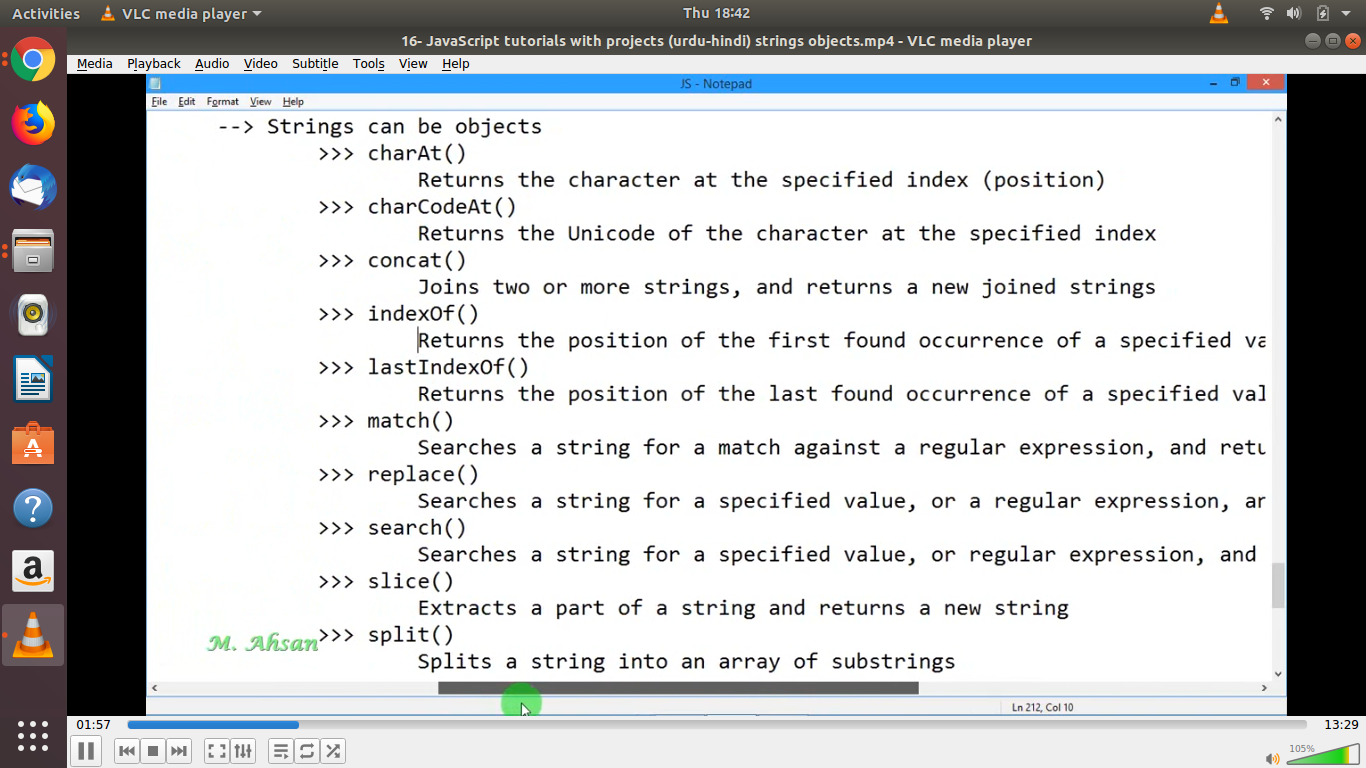 Activities VLC media player Thu 18:42
16- JavaScript tutorials with projects (urdu-hindi) strings objects.mp4 - VLC media player
Media Playback Audio Video Subtitle Tools View Help
JS - Notepad
File Edit Format View Help
--> Strings can be objects
>>> charAt()
Returns the character at the specified index (position)
>>> charCodeAt()
Returns the Unicode of the character at the specified index
>>> concat()
Joins two or more strings, and returns a new joined strings
>>> indexOf()
Returns the position of the first found occurrence of a specified va
>>> lastIndexOf()
Returns the position of the last found occurrence of a specified val
>>> match()
Searches a string for a match against a regular expression, and retu
>>> replace()
Searches a string for a specified value, or a regular expression, an
>>> search()
Searches a string for a specified value, or regular expression, and
>>> slice()
Extracts a part of a string and returns a new string
M. Ahsan >>> split()
Splits a string into an array of substrings
Ln 212, Col 10
01:57 13:29
105%